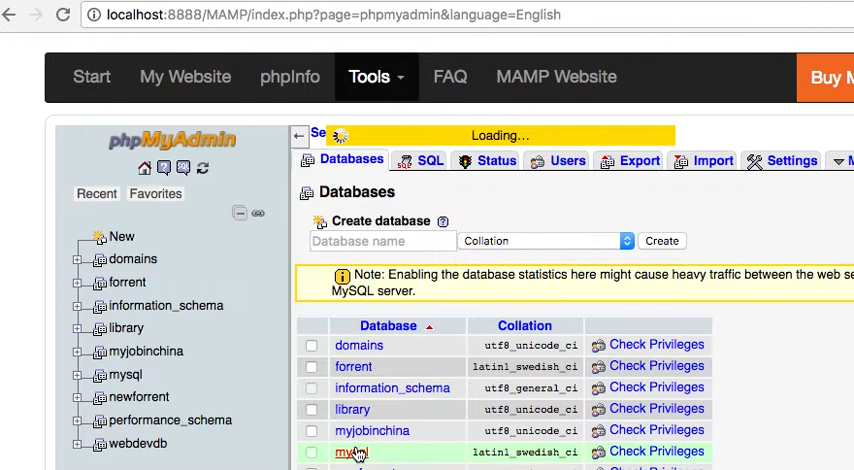 localhost:8888/MAMP/index.php?page=phpmyadmin&language=English
Start My Website phpInfo Tools FAQ MAMP Website Buy M
phpMyAdmin
Recent Favorites
New
domains
forrent
information_schema
library
myjobinchina
mysql
newforrent
performance_schema
webdevdb
Se Loading...
Databases SQL Status Users Export Import Settings M
Databases
Create database
Database name Collation Create
Note: Enabling the database statistics here might cause heavy traffic between the web se
MySQL server.
Database Collation
domains utf8_unicode_ci Check Privileges
forrent latin1_swedish_ci Check Privileges
information_schema utf8_general_ci Check Privileges
library utf8_unicode_ci Check Privileges
myjobinchina utf8_unicode_ci Check Privileges
mysql latin1_swedish_ci Check Privileges